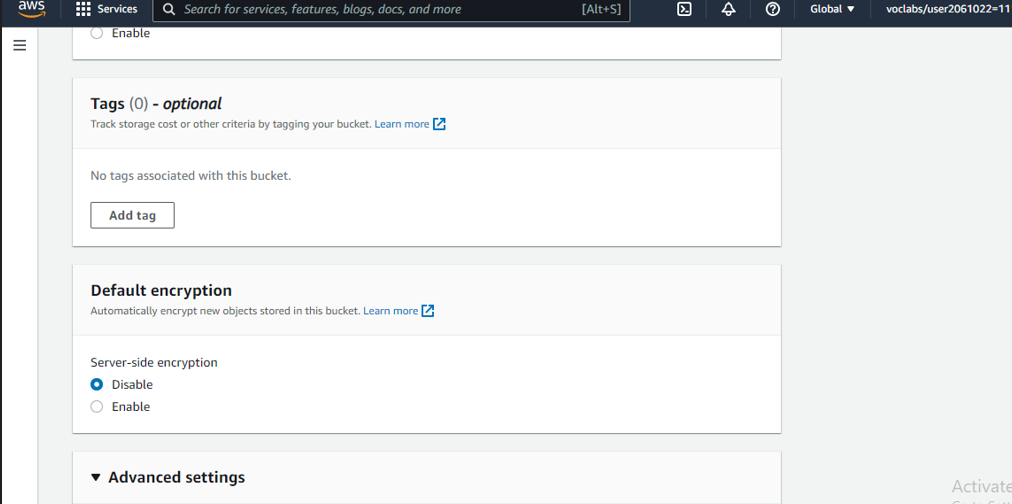 aws
Services
Search for services, features, blogs, docs, and more
[Alt+S]
Global
voclabs/user2061022=11
Enable
Tags (0) - optional
Track storage cost or other criteria by tagging your bucket. Learn more
No tags associated with this bucket.
Add tag
Default encryption
Automatically encrypt new objects stored in this bucket. Learn more
Server-side encryption
Disable
Enable
Advanced settings
Activate